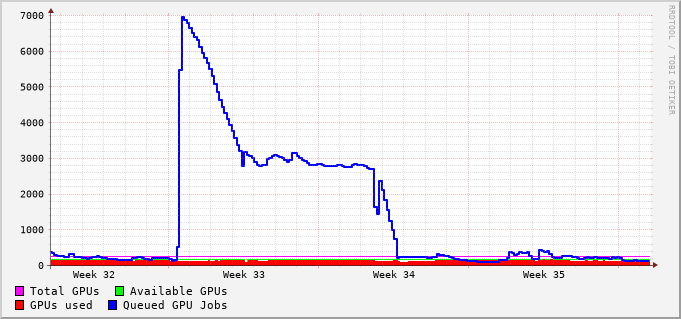 7000
6000
5000
4000
3000
2000
1000
0
Week 32 Week 33 Week 34 Week 35
Total GPUs Available GPUs
GPUs used Queued GPU Jobs
RRDTOOL / TOBI OETIKER